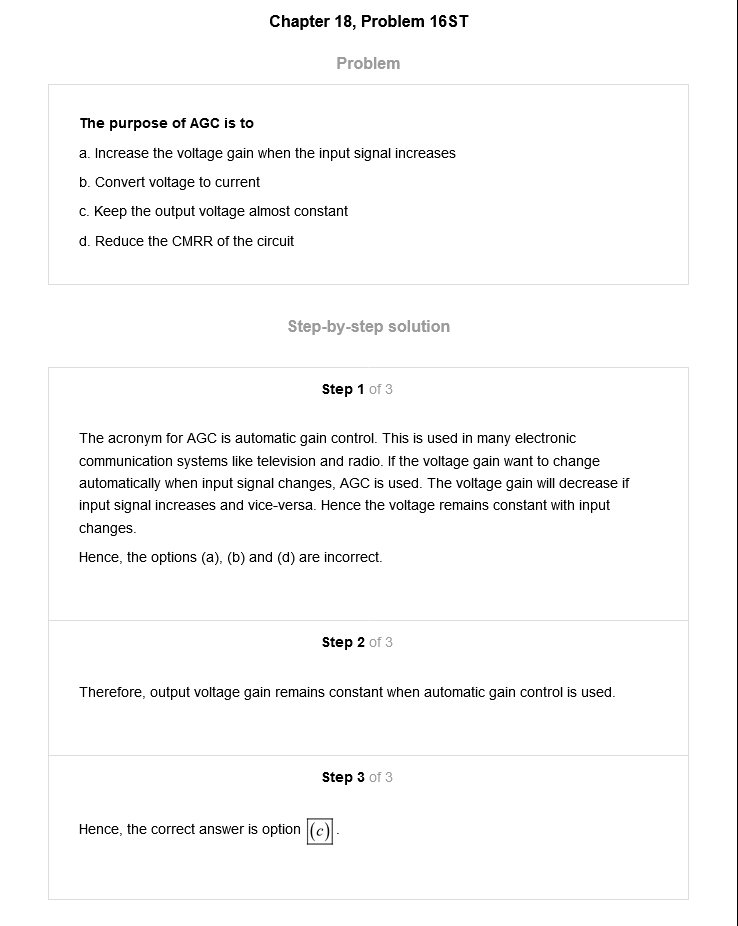 Chapter 18, Problem 16ST
Problem
The purpose of AGC is to
a. Increase the voltage gain when the input signal increases
b. Convert voltage to current
c. Keep the output voltage almost constant
d. Reduce the CMRR of the circuit
Step-by-step solution
Step 1 of 3
The acronym for AGC is automatic gain control. This is used in many electronic
communication systems like television and radio. If the voltage gain want to change
automatically when input signal changes, AGC is used. The voltage gain will decrease if
input signal increases and vice-versa. Hence the voltage remains constant with input
changes.
Hence, the options (a), (b) and (d) are incorrect.
Step 2 of 3
Therefore, output voltage gain remains constant when automatic gain control is used.
Step 3 of 3
Hence, the correct answer is option (c).